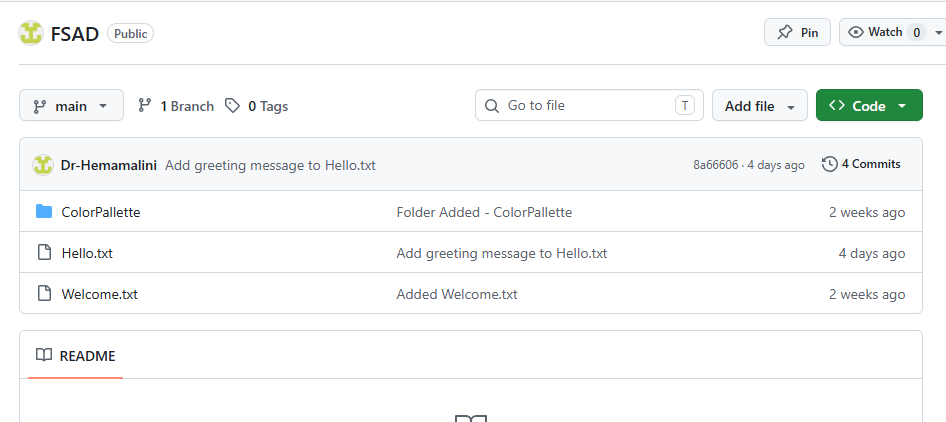 FSAD Public Pin Watch 0
main 1 Branch 0 Tags Go to file T Add file Code
Dr-Hemamalini Add greeting message to Hello.txt 8a66606 · 4 days ago 4 Commits
ColorPallette Folder Added - ColorPallette 2 weeks ago
Hello.txt Add greeting message to Hello.txt 4 days ago
Welcome.txt Added Welcome.txt 2 weeks ago
README